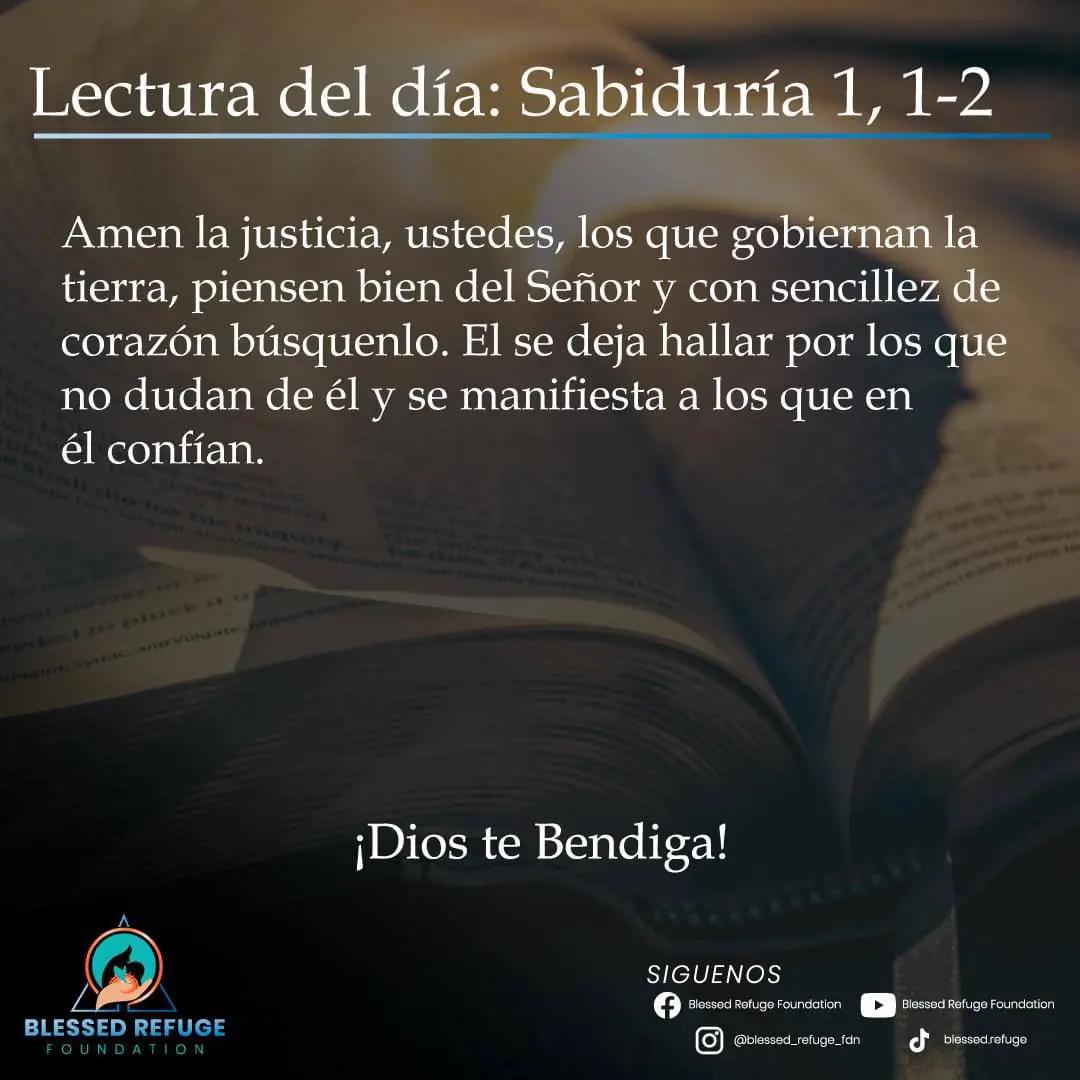 Lectura del día: Sabiduría 1, 1-2
Amen la justicia, ustedes, los que gobiernan la
tierra, piensen bien del Señor y con sencillez de
corazón búsquenlo. El se deja hallar por los que
no dudan de él y se manifiesta a los que en
él confían.
¡Dios te Bendiga!
BLESSED REFUGE
FOUNDATION
SIGUENOS
Blessed Refuge Foundation
Blessed Refuge Foundation
@blessed_refuge_fdn
blessed.refuge